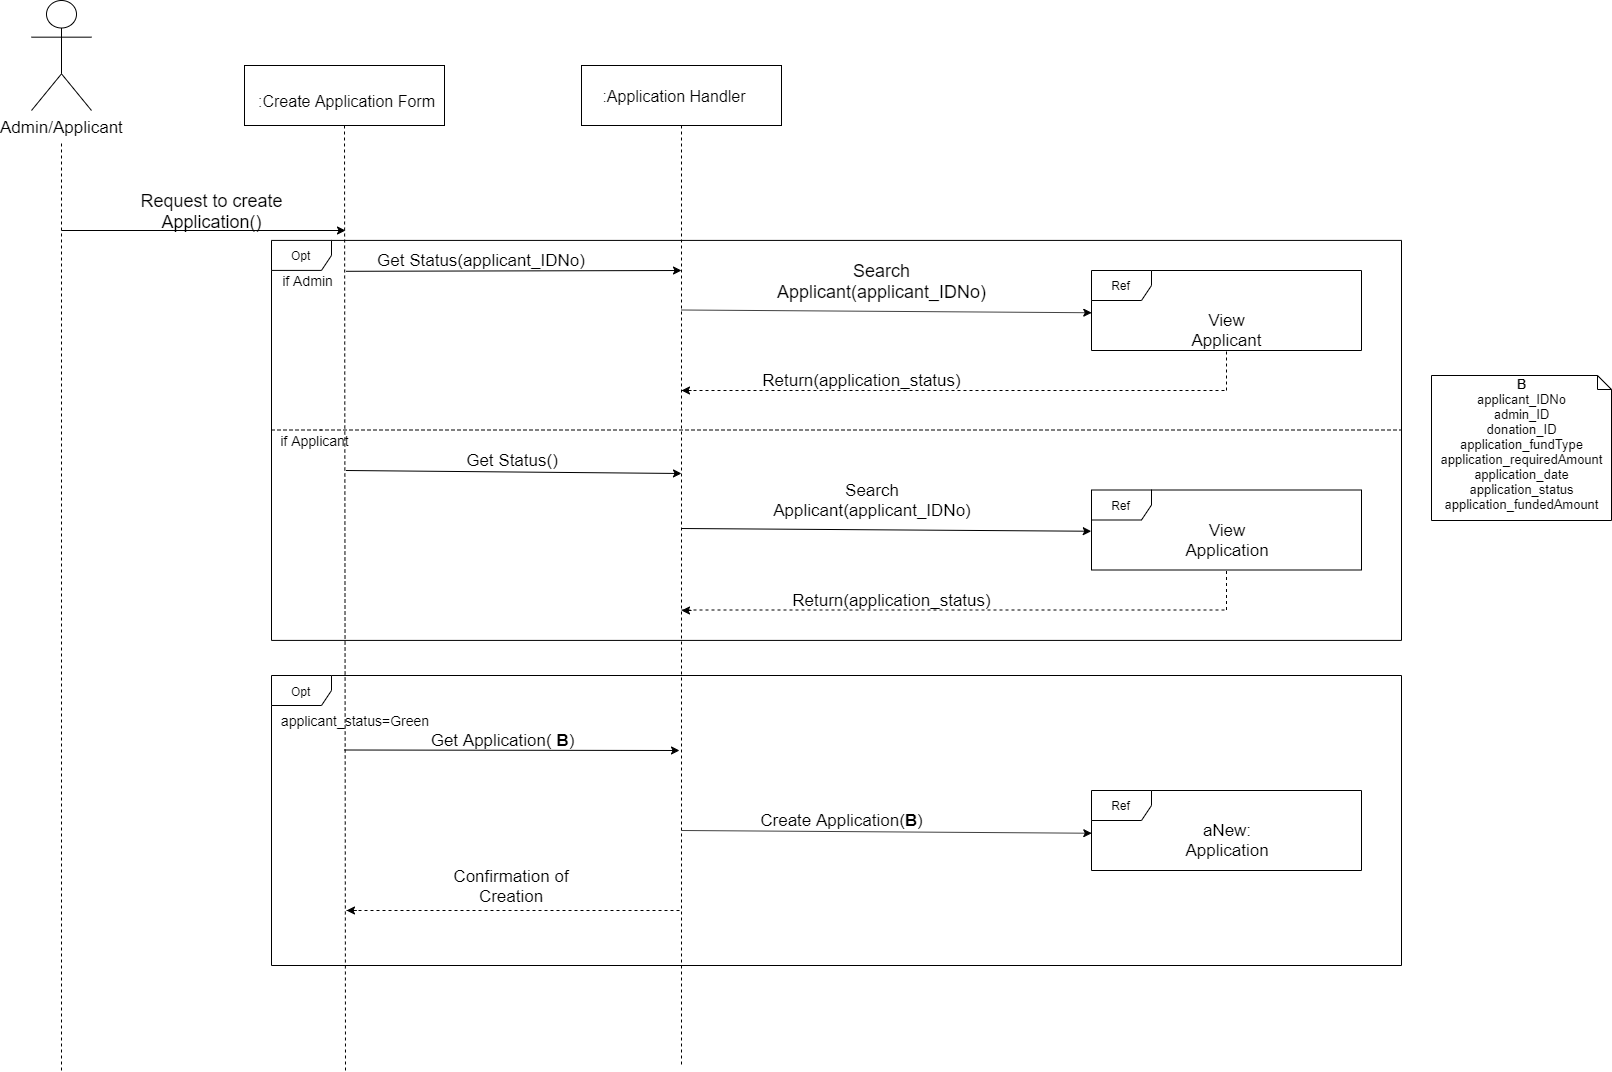 Admin/Applicant
:Create Application Form
:Application Handler
Request to create
Application()
Opt
if Admin
Get Status(applicant_IDNo)
Search
Applicant(applicant_IDNo)
Ref
View
Applicant
Return(application_status)
if Applicant
Get Status()
Search
Applicant(applicant_IDNo)
Ref
View
Application
Return(application_status)
B
applicant_IDNo
admin_ID
donation_ID
application_fundType
application_requiredAmount
application_date
application_status
application_fundedAmount
Opt
applicant_status=Green
Get Application( B)
Create Application(B)
Ref
aNew:
Application
Confirmation of
Creation